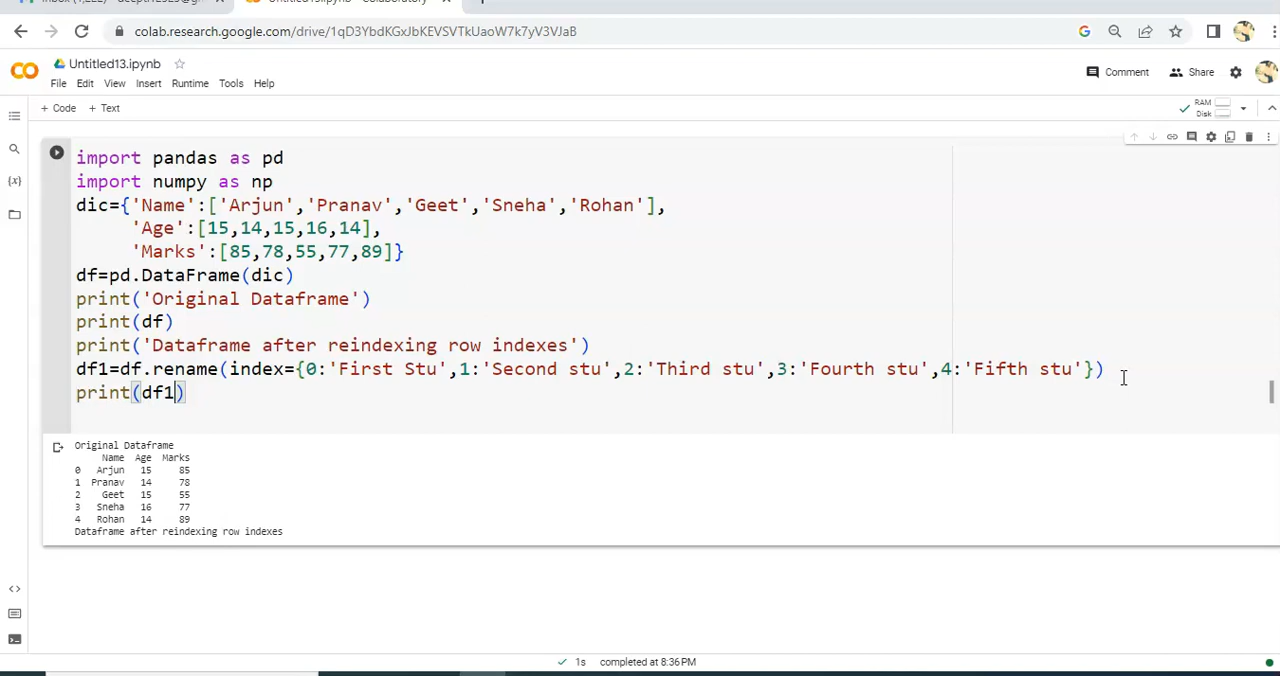 colab.research.google.com/drive/1qD3YbdKGxJbKEVSVTkUaoW7k7yV3VJaB
Untitled13.ipynb
Comment
Share
File Edit View Insert Runtime Tools Help
+ Code + Text
RAM
Disk
{x}
import pandas as pd
import numpy as np
dic={'Name':['Arjun','Pranav','Geet','Sneha','Rohan'],
'Age':[15,14,15,16,14],
'Marks':[85,78,55,77,89]}
df=pd.DataFrame(dic)
print('Original Dataframe')
print(df)
print('Dataframe after reindexing row indexes')
df1=df.rename(index={0:'First Stu',1:'Second stu',2:'Third stu',3:'Fourth stu',4:'Fifth stu'})
print(df1)
Original Dataframe
Name Age Marks
0 Arjun 15 85
1 Pranav 14 78
2 Geet 15 55
3 Sneha 16 77
4 Rohan 14 89
Dataframe after reindexing row indexes
1s completed at 8:36 PM